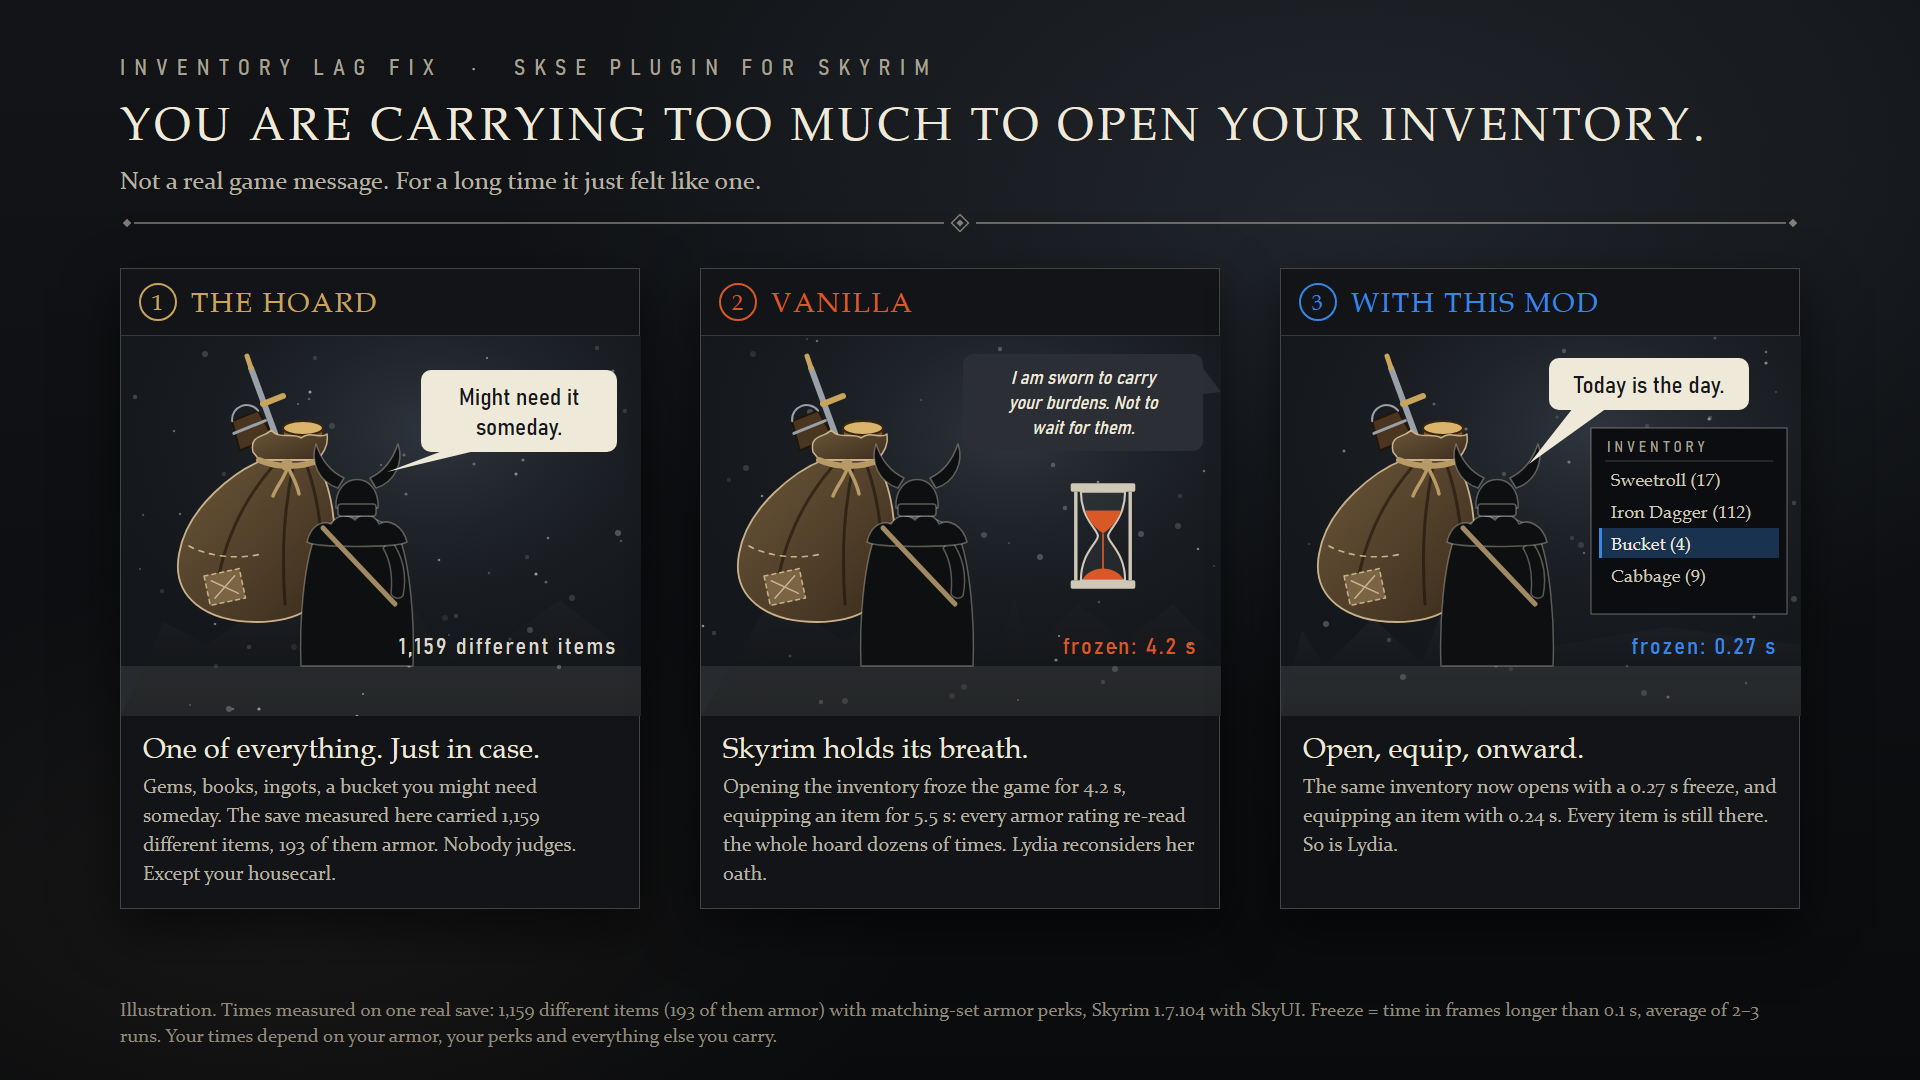 INVENTORY LAG FIX · SKSE PLUGIN FOR SKYRIM
YOU ARE CARRYING TOO MUCH TO OPEN YOUR INVENTORY.
Not a real game message. For a long time it just felt like one.
1 THE HOARD
Might need it
someday.
1,159 different items
One of everything. Just in case.
Gems, books, ingots, a bucket you might need
someday. The save measured here carried 1,159
different items, 193 of them armor. Nobody judges.
Except your housecarl.
2 VANILLA
I am sworn to carry
your burdens. Not to
wait for them.
frozen: 4.2 s
Skyrim holds its breath.
Opening the inventory froze the game for 4.2 s,
equipping an item for 5.5 s: every armor rating re-read
the whole hoard dozens of times. Lydia reconsiders her
oath.
3 WITH THIS MOD
Today is the day.
INVENTORY
Sweetroll (17)
Iron Dagger (112)
Bucket (4)
Cabbage (9)
frozen: 0.27 s
Open, equip, onward.
The same inventory now opens with a 0.27 s freeze, and
equipping an item with 0.24 s. Every item is still there.
So is Lydia.
Illustration. Times measured on one real save: 1,159 different items (193 of them armor) with matching-set armor perks, Skyrim 1.7.104 with SkyUI. Freeze = time in frames longer than 0.1 s, average of 2–3
runs. Your times depend on your armor, your perks and everything else you carry.